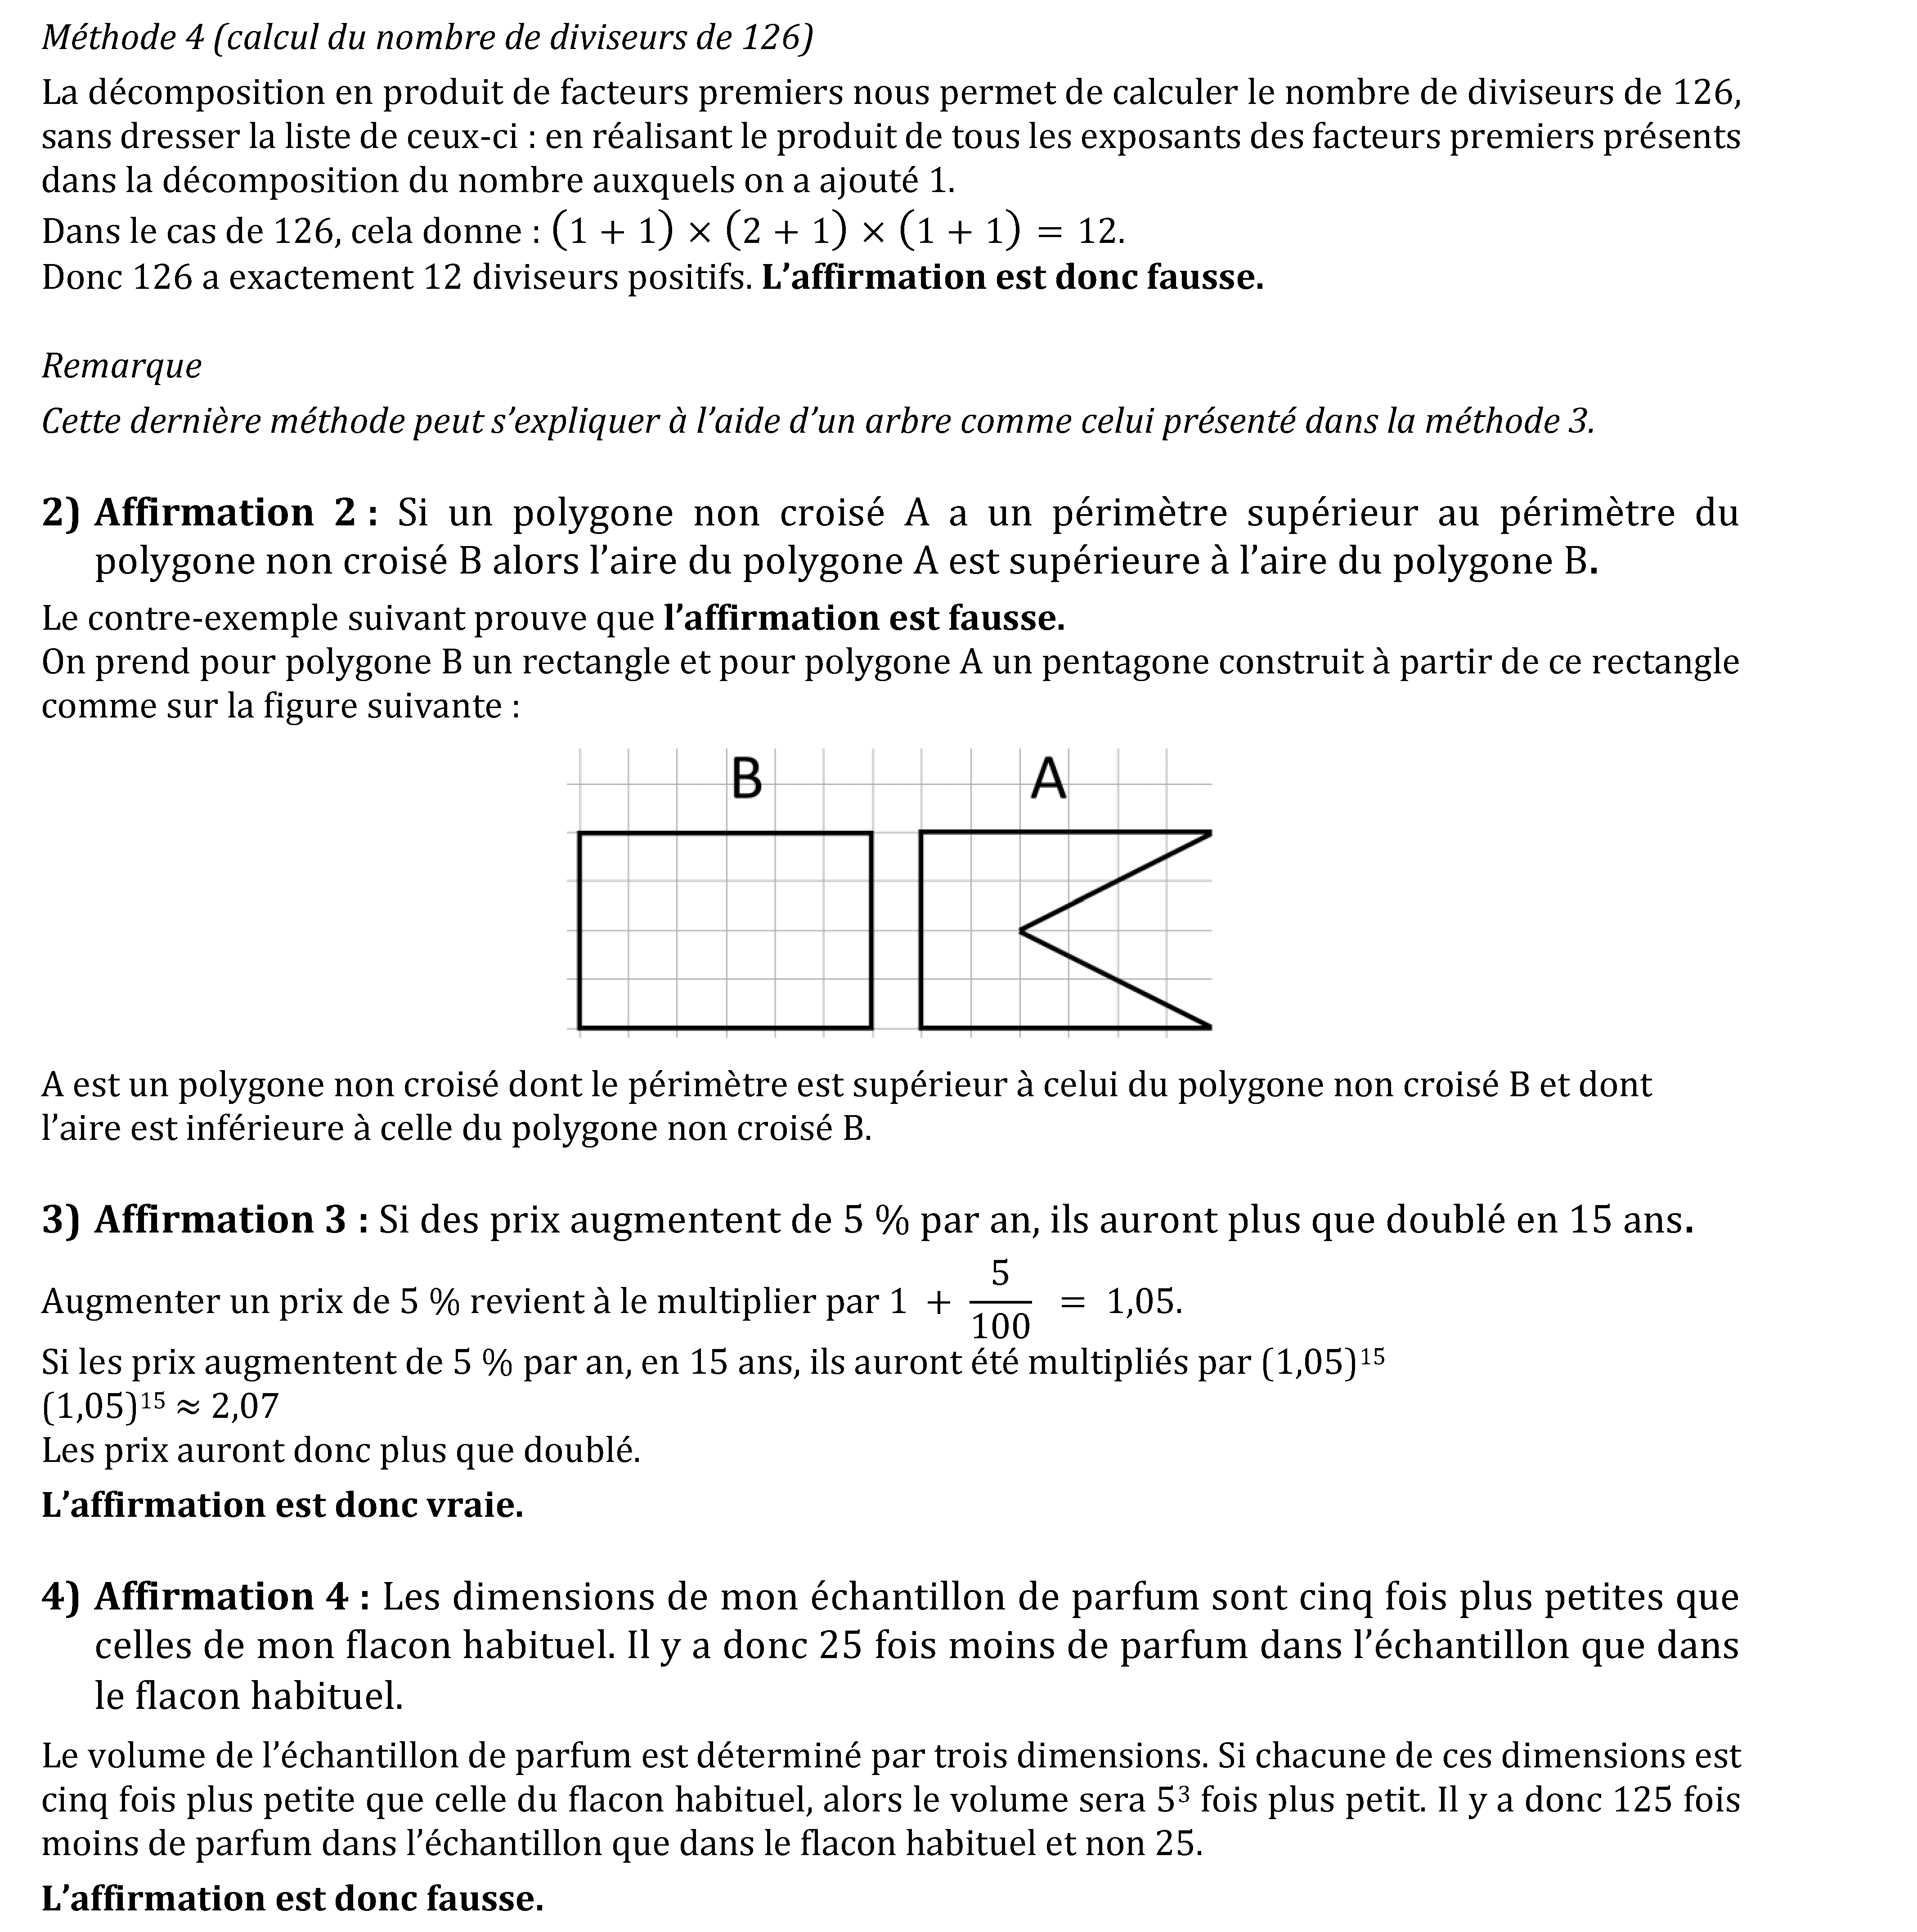 Méthode 4 (calcul du nombre de diviseurs de 126)
La décomposition en produit de facteurs premiers nous permet de calculer le nombre de diviseurs de 126,
sans dresser la liste de ceux-ci : en réalisant le produit de tous les exposants des facteurs premiers présents
dans la décomposition du nombre auxquels on a ajouté 1.
Dans le cas de 126, cela donne : (1 + 1) × (2 + 1) × (1 + 1) = 12.
Donc 126 a exactement 12 diviseurs positifs. L’affirmation est donc fausse.
Remarque
Cette dernière méthode peut s’expliquer à l’aide d’un arbre comme celui présenté dans la méthode 3.
2) Affirmation 2 : Si un polygone non croisé A a un périmètre supérieur au périmètre du
polygone non croisé B alors l’aire du polygone A est supérieure à l’aire du polygone B.
Le contre-exemple suivant prouve que l’affirmation est fausse.
On prend pour polygone B un rectangle et pour polygone A un pentagone construit à partir de ce rectangle
comme sur la figure suivante :
B A
A est un polygone non croisé dont le périmètre est supérieur à celui du polygone non croisé B et dont
l’aire est inférieure à celle du polygone non croisé B.
3) Affirmation 3 : Si des prix augmentent de 5 % par an, ils auront plus que doublé en 15 ans.
Augmenter un prix de 5 % revient à le multiplier par 1 + 5/100 = 1,05.
Si les prix augmentent de 5 % par an, en 15 ans, ils auront été multipliés par (1,05)¹⁵
(1,05)¹⁵ ≈ 2,07
Les prix auront donc plus que doublé.
L’affirmation est donc vraie.
4) Affirmation 4 : Les dimensions de mon échantillon de parfum sont cinq fois plus petites que
celles de mon flacon habituel. Il y a donc 25 fois moins de parfum dans l’échantillon que dans
le flacon habituel.
Le volume de l’échantillon de parfum est déterminé par trois dimensions. Si chacune de ces dimensions est
cinq fois plus petite que celle du flacon habituel, alors le volume sera 5³ fois plus petit. Il y a donc 125 fois
moins de parfum dans l’échantillon que dans le flacon habituel et non 25.
L’affirmation est donc fausse.